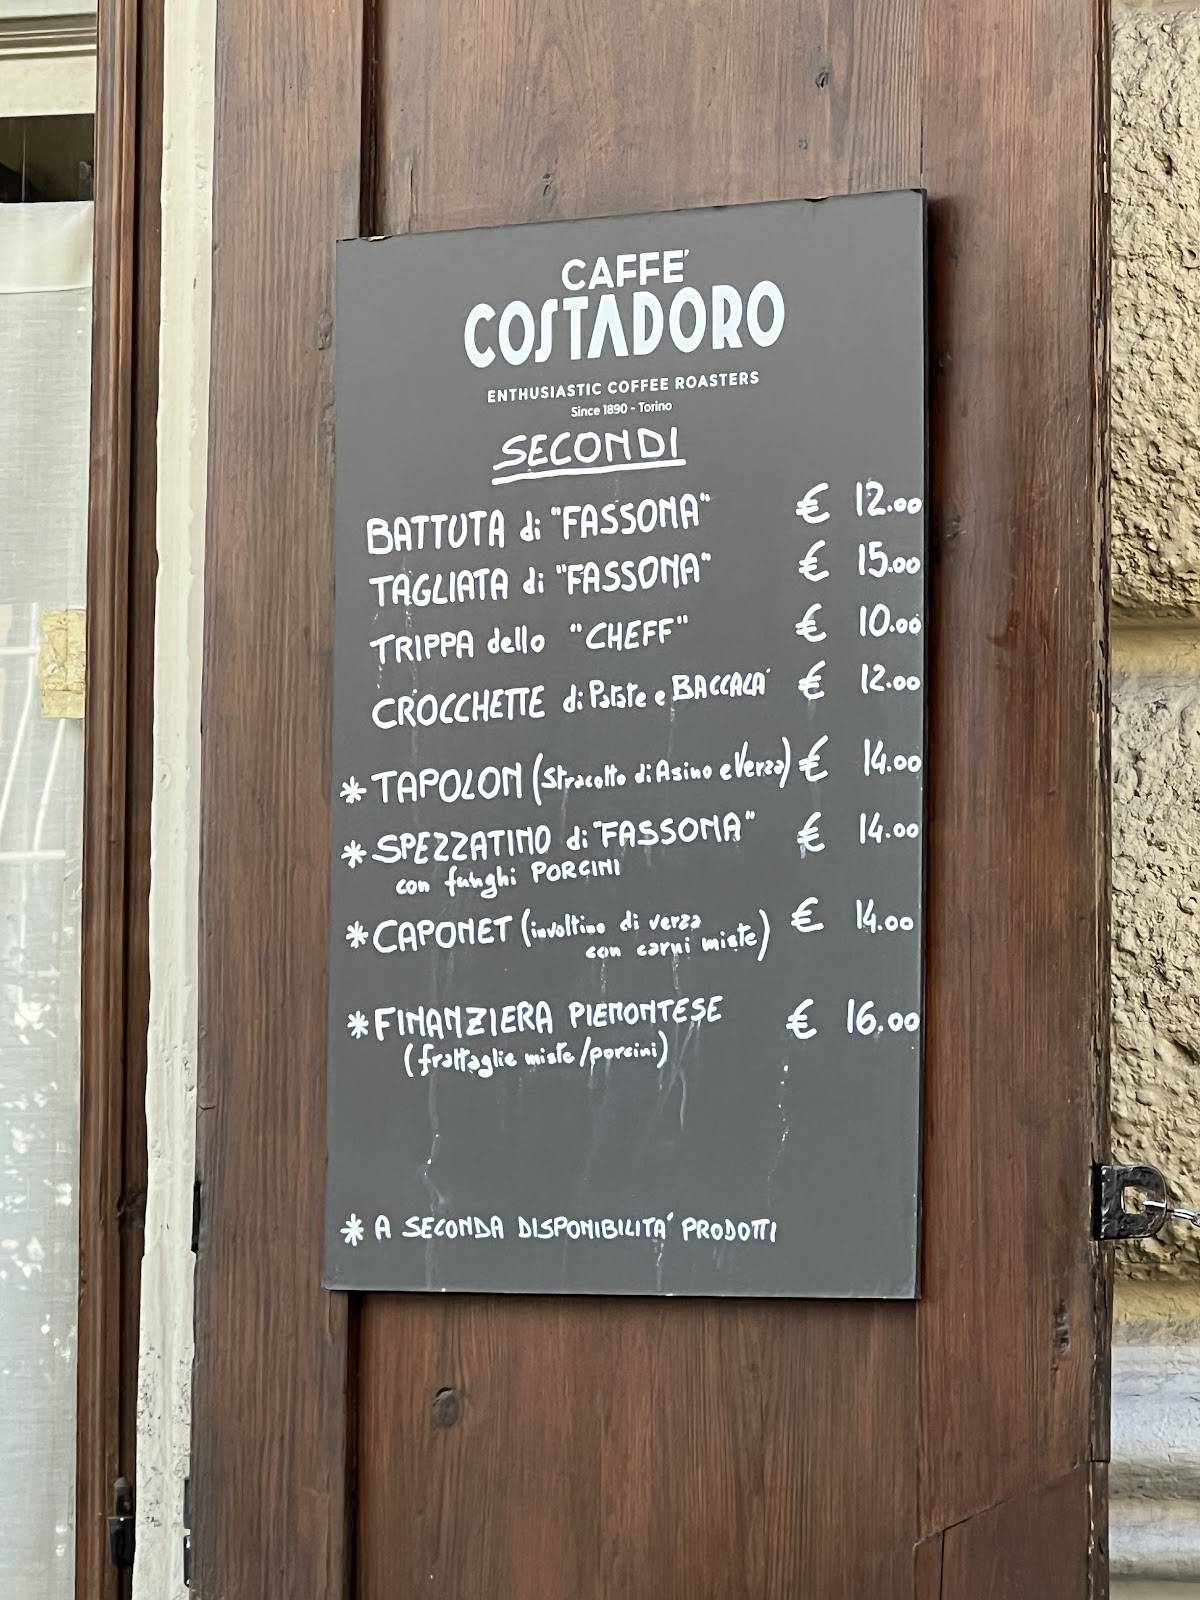 CAFFE'
COSTADORO
ENTHUSIASTIC COFFEE ROASTERS
Since 1890 - Torino
SECONDI
BATTUTA di "FASSONA" € 12.00
TAGLIATA di "FASSONA" € 15.00
TRIPPA dello "CHEFF" € 10.00
CROCCHETTE di Patate e BACCALA' € 12.00
* TAPOLON (stracotto di Asino e Verza) € 14.00
* SPEZZATINO di "FASSONA" € 14.00
con funghi PORCINI
* CAPONET (involtino di verza € 14.00
con carni miste)
* FINANZIERA PIEMONTESE € 16.00
(frattaglie miste/porcini)
* A SECONDA DISPONIBILITA' PRODOTTI